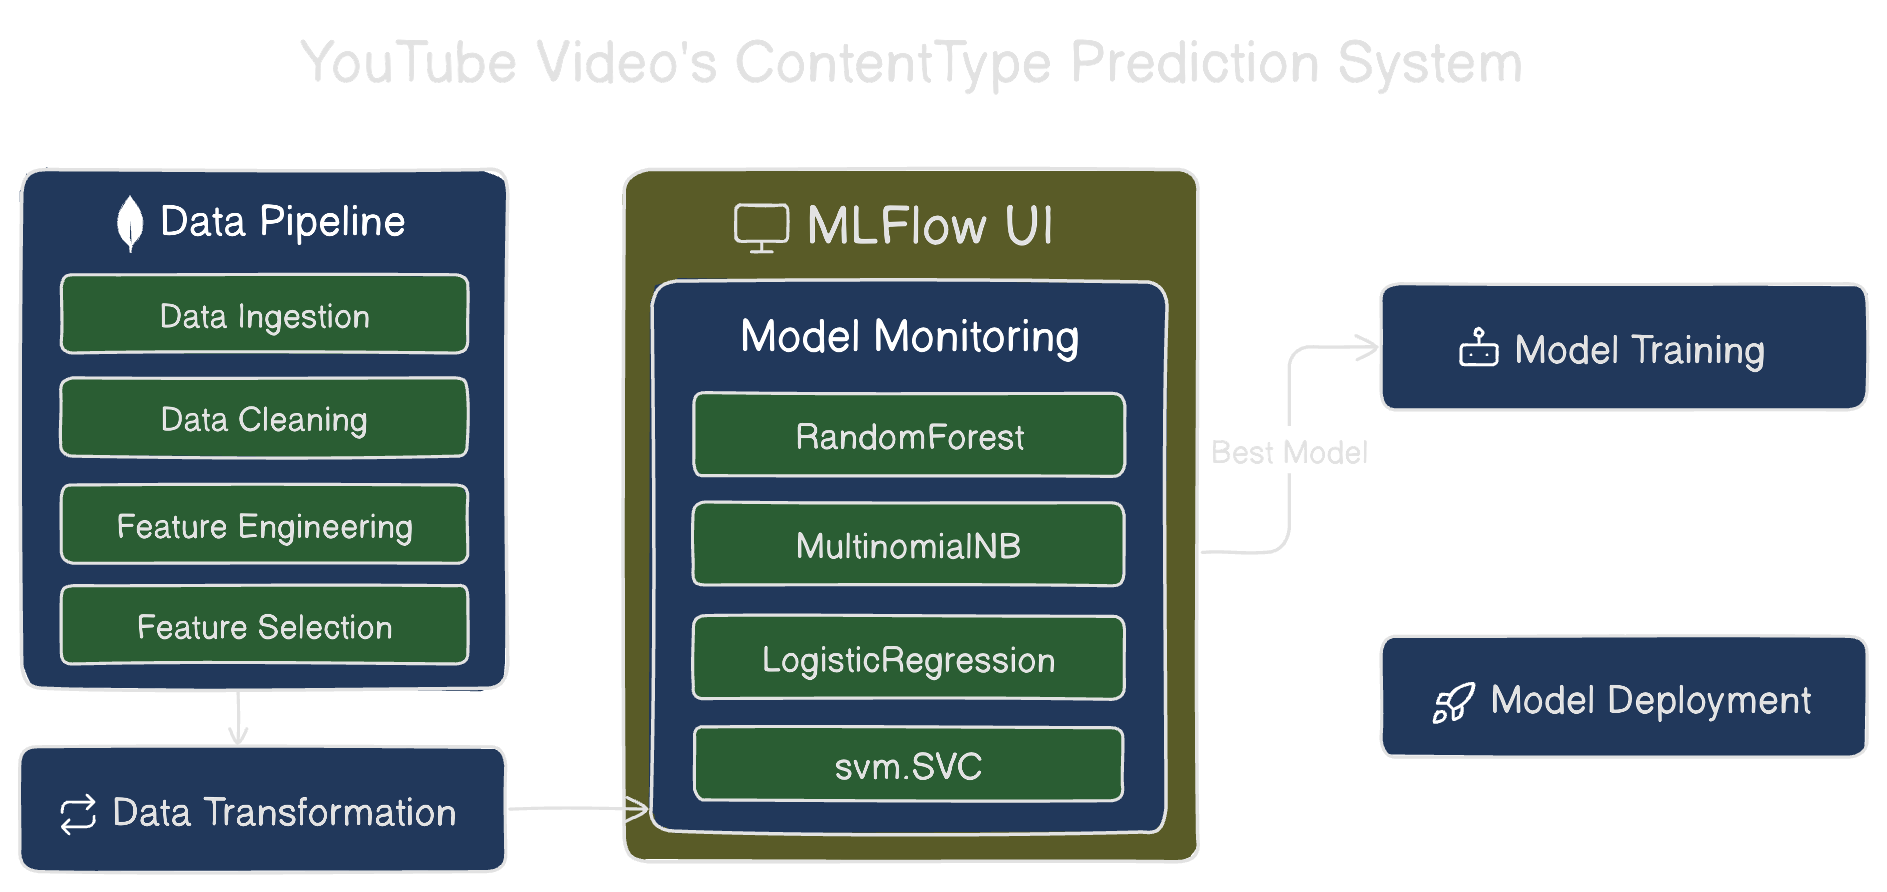 YouTube Video's ContentType Prediction System
Data Pipeline
Data Ingestion
Data Cleaning
Feature Engineering
Feature Selection
Data Transformation
MLFlow UI
Model Monitoring
RandomForest
MultinomialNB
LogisticRegression
svm.SVC
Best Model
Model Training
Model Deployment